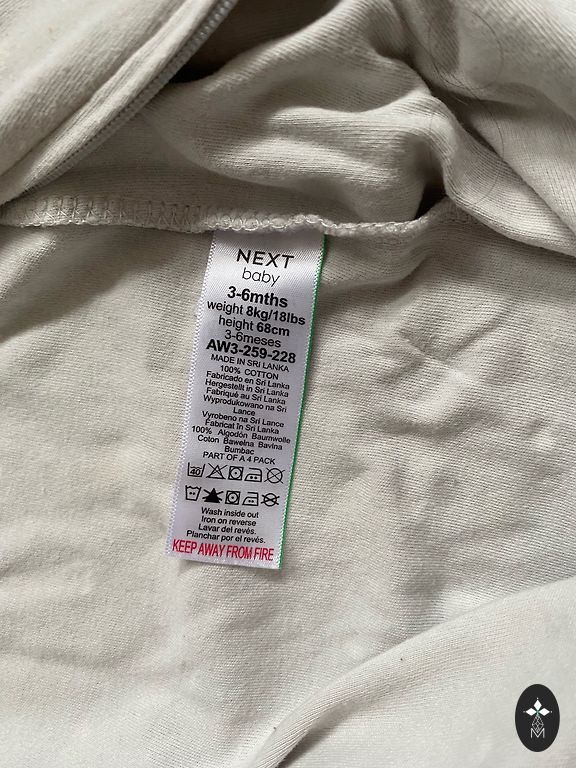 NEXT
baby
3-6mths
weight 8kg/18lbs
height 68cm
3-6meses
AW3-259-228
MADE IN SRI LANKA
100% COTTON
Fabricado en Sri Lanka
Hergestellt in Sri Lanka
Fabriqué au Sri Lanka
Wyprodukowano na Sri
Lance
Vyrobeno na Sri Lance
Fabricat în Sri Lanka
100% Algodón Baumwolle
Coton Bawełna Bavlna
Bumbac
PART OF A 4 PACK
40
Wash inside out
Iron on reverse
Lavar del revés.
Planchar por el revés.
KEEP AWAY FROM FIRE
M